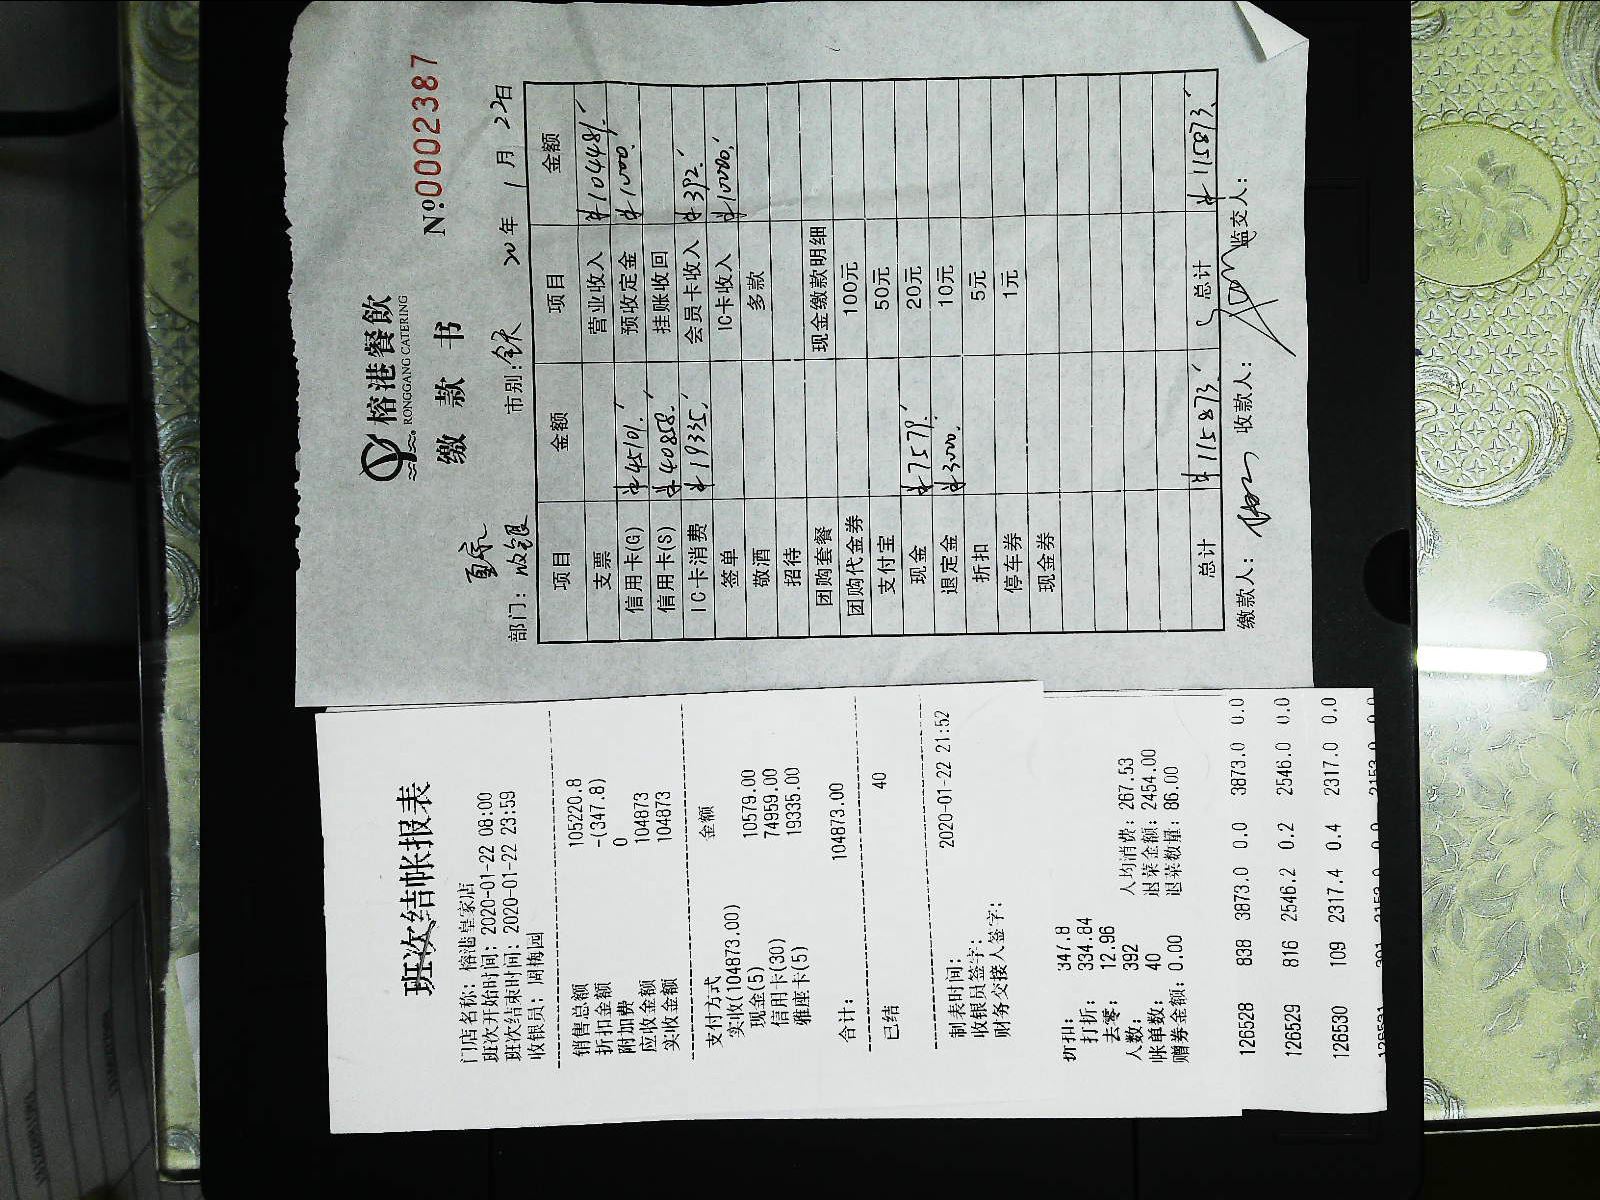 榕港餐飲
RONGGANG CATERING
缴 款 书
№0002387
部门: 收银 市别: 全天 20年 1月 22日
项目 金额 项目 金额
支票 营业收入 ¥104481.
信用卡(G) ¥45101. 预收定金 ¥1000.
信用卡(S) ¥40858. 挂账收回
IC卡消费 ¥19335. 会员卡收入 ¥392.
签单 IC卡收入 ¥10000.
敬酒 多款
招待
团购套餐 现金缴款明细
团购代金券 100元
支付宝 50元
现金 ¥7579. 20元
退定金 ¥3000. 10元
折扣 5元
停车券 1元
现金券
总计 ¥115873. 总计 ¥115873.
缴款人: 收款人: 监交人:
班次结帐报表
门店名称: 榕港皇家店
班次开始时间: 2020-01-22 08:00
班次结束时间: 2020-01-22 23:59
收银员: 周梅园
销售总额 105220.8
折扣金额 -(347.8)
附加费 0
应收金额 104873
实收金额 104873
支付方式 金额
实收(104873.00)
现金(5) 10579.00
信用卡(30) 74959.00
雅座卡(5) 19335.00
合计: 104873.00
已结 40
制表时间: 2020-01-22 21:52
收银员签字:
财务交接人签字:
折扣: 347.8
打折: 334.84
去零: 12.96
人数: 392 人均消费: 267.53
帐单数: 40 退菜金额: 2454.00
赠券金额: 0.00 退菜数量: 86.00
126528 838 3873.0 0.0 3873.0 0.0
126529 816 2546.2 0.2 2546.0 0.0
126530 109 2317.4 0.4 2317.0 0.0